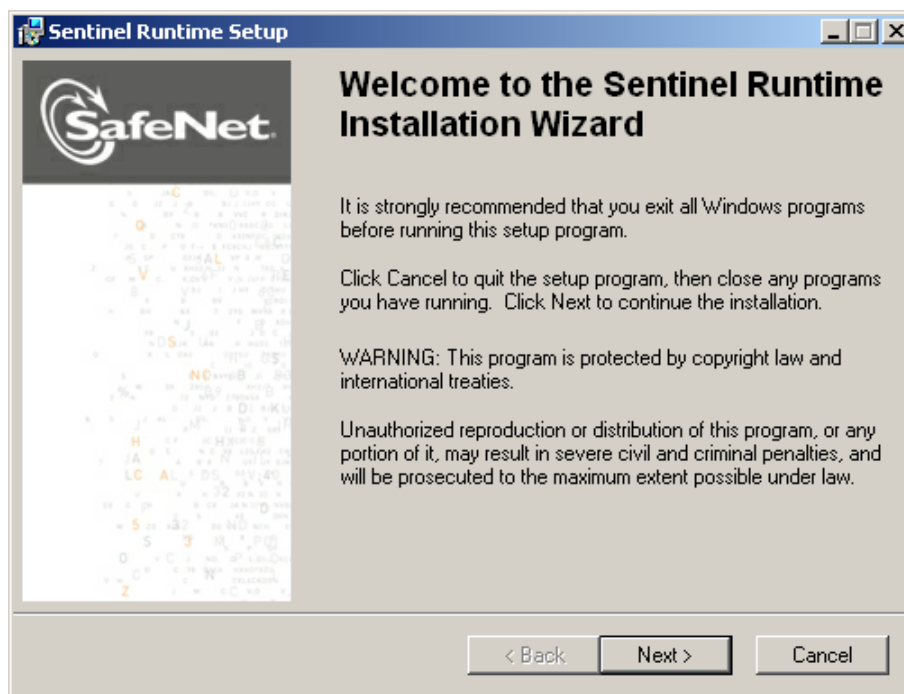 Sentinel Runtime Setup
SafeNet.
Welcome to the Sentinel Runtime
Installation Wizard
It is strongly recommended that you exit all Windows programs
before running this setup program.
Click Cancel to quit the setup program, then close any programs
you have running. Click Next to continue the installation.
WARNING: This program is protected by copyright law and
international treaties.
Unauthorized reproduction or distribution of this program, or any
portion of it, may result in severe civil and criminal penalties, and
will be prosecuted to the maximum extent possible under law.
< Back
Next >
Cancel